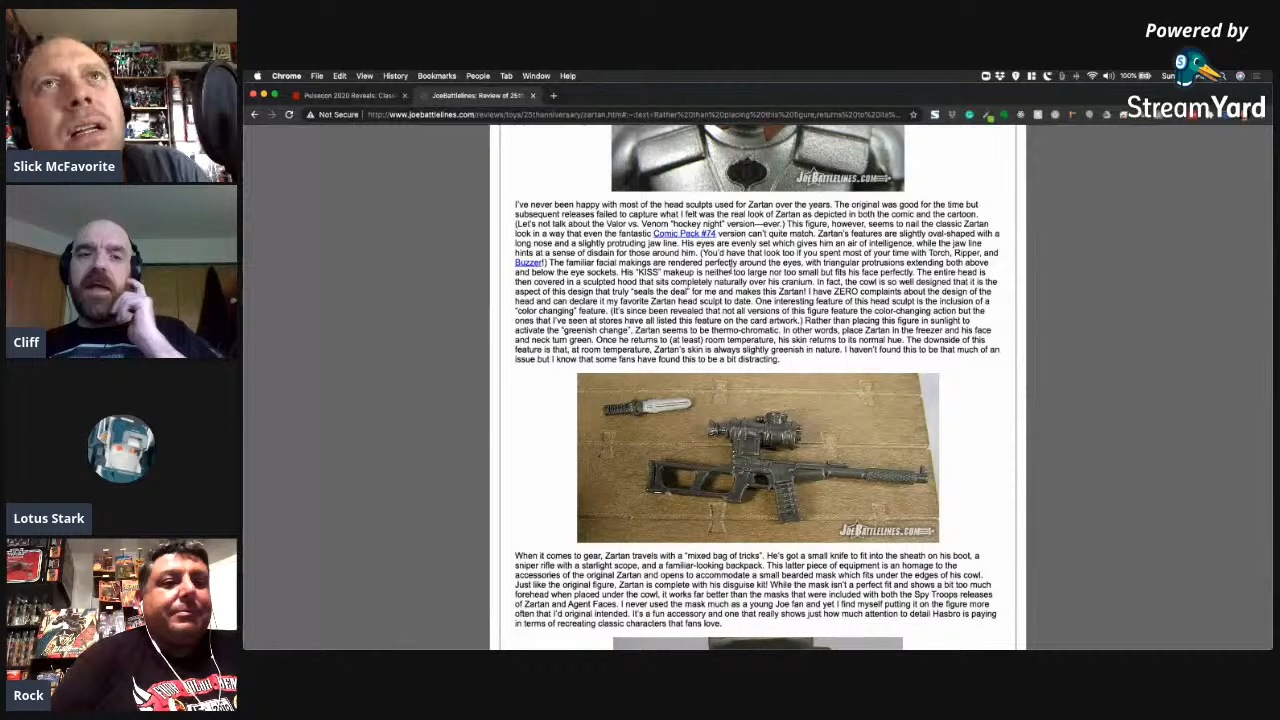 Powered by
StreamYard
Chrome File Edit View History Bookmarks People Tab Window Help
100% Sun
Pulsecon 2020 Reveals: Classi
JoeBattlelines: Review of 25th
Not Secure http://www.joebattlelines.com/reviews/toys/25thanniversary/zartan.htm#:~:text=Rather%20than%20placing%20this%20figure,returns%20to%20its%...
JOEBATTLELINES.COM
I've never been happy with most of the head sculpts used for Zartan over the years. The original was good for the time but
subsequent releases failed to capture what I felt was the real look of Zartan as depicted in both the comic and the cartoon.
(Let's not talk about the Valor vs. Venom "hockey night" version—ever.) This figure, however, seems to nail the classic Zartan
look in a way that even the fantastic Comic Pack #74 version can't quite match. Zartan's features are slightly oval-shaped with a
long nose and a slightly protruding jaw line. His eyes are evenly set which gives him an air of intelligence, while the jaw line
hints at a sense of disdain for those around him. (You'd have that look too if you spent most of your time with Torch, Ripper, and
Buzzer!) The familiar facial makings are rendered perfectly around the eyes, with triangular protrusions extending both above
and below the eye sockets. His "KISS" makeup is neither too large nor too small but fits his face perfectly. The entire head is
then covered in a sculpted hood that sits completely naturally over his cranium. In fact, the cowl is so well designed that it is the
aspect of this design that truly "seals the deal" for me and makes this Zartan! I have ZERO complaints about the design of the
head and can declare it my favorite Zartan head sculpt to date. One interesting feature of this head sculpt is the inclusion of a
"color changing" feature. (It's since been revealed that not all versions of this figure feature the color-changing action but the
ones that I've seen at stores have all listed this feature on the card artwork.) Rather than placing this figure in sunlight to
activate the "greenish change", Zartan seems to be thermo-chromatic. In other words, place Zartan in the freezer and his face
and neck turn green. Once he returns to (at least) room temperature, his skin returns to its normal hue. The downside of this
feature is that, at room temperature, Zartan's skin is always slightly greenish in nature. I haven't found this to be that much of an
issue but I know that some fans have found this to be a bit distracting.
JOEBATTLELINES.COM
When it comes to gear, Zartan travels with a "mixed bag of tricks". He's got a small knife to fit into the sheath on his boot, a
sniper rifle with a starlight scope, and a familiar-looking backpack. This latter piece of equipment is an homage to the
accessories of the original Zartan and opens to accommodate a small bearded mask which fits under the edges of his cowl.
Just like the original figure, Zartan is complete with his disguise kit! While the mask isn't a perfect fit and shows a bit too much
forehead when placed under the cowl, it works far better than the masks that were included with both the Spy Troops releases
of Zartan and Agent Faces. I never used the mask much as a young Joe fan and yet I find myself putting it on the figure more
often that I'd original intended. It's a fun accessory and one that really shows just how much attention to detail Hasbro is paying
in terms of recreating classic characters that fans love.
Slick McFavorite
Cliff
Lotus Stark
Rock